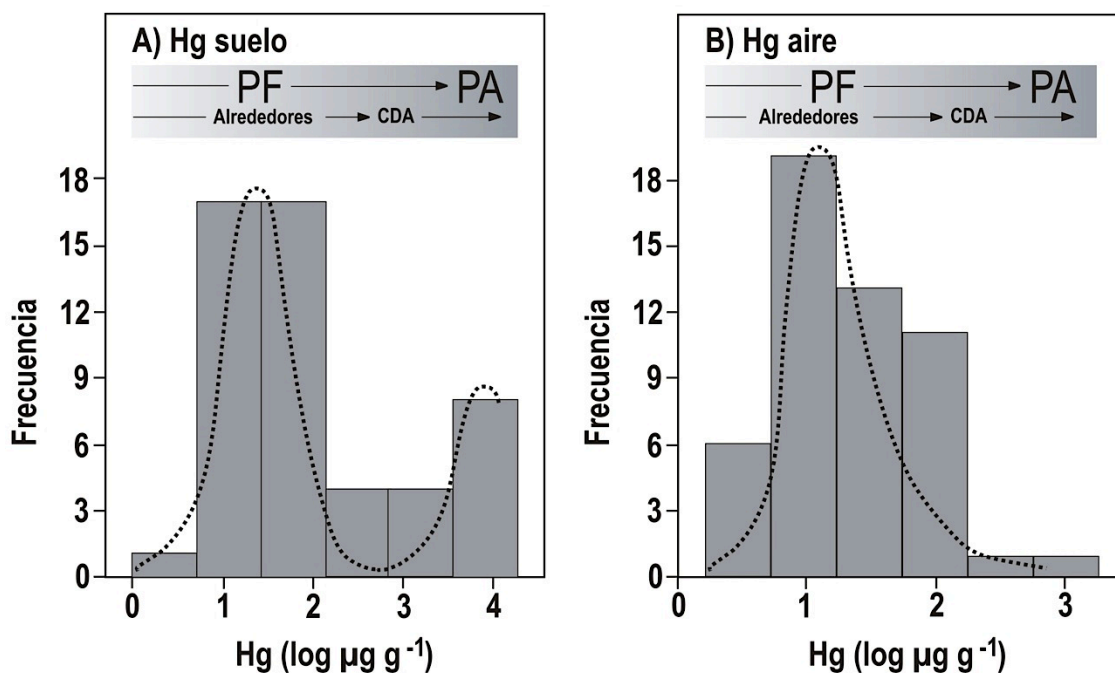 A) Hg suelo
PF PA
Alrededores CDA
18
15
12
9
6
3
0
Frecuencia
0 1 2 3 4
Hg (log µg g -1)
B) Hg aire
PF PA
Alrededores CDA
18
15
12
9
6
3
0
Frecuencia
0 1 2 3
Hg (log µg g -1)